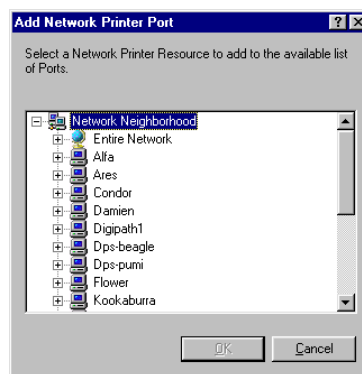 Add Network Printer Port
Select a Network Printer Resource to add to the available list
of Ports.
Network Neighborhood
Entire Network
Alfa
Ares
Condor
Damien
Digipath1
Dps-beagle
Dps-pumi
Flower
Kookaburra
OK
Cancel